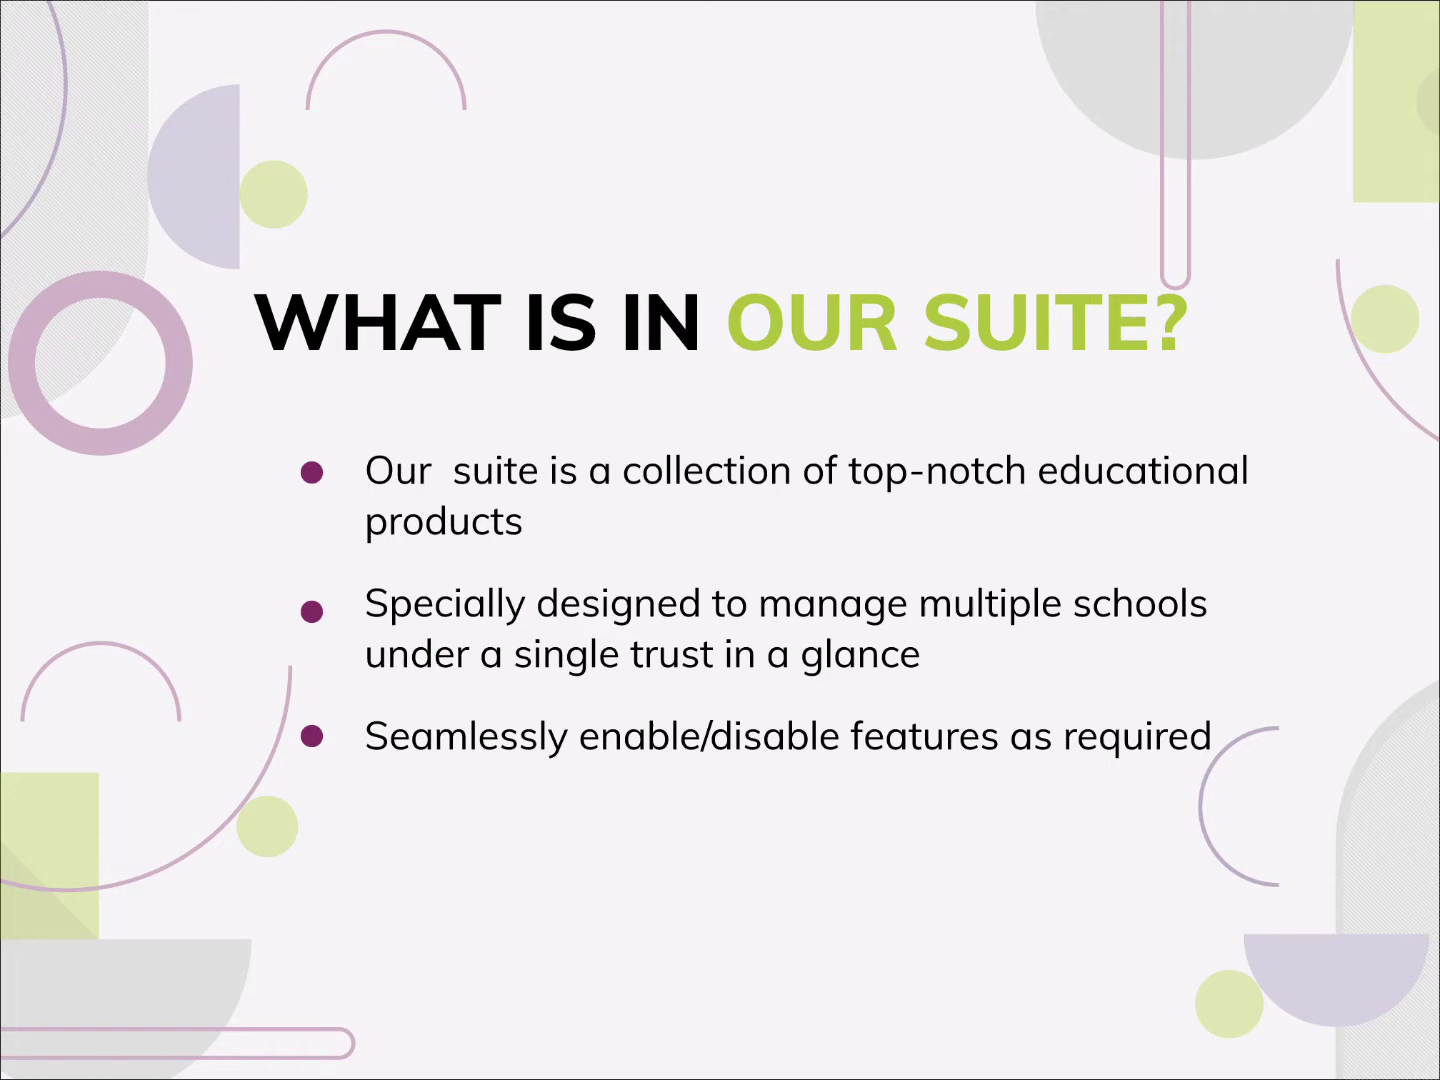 WHAT IS IN OUR SUITE?
Our  suite is a collection of top-notch educational
products
Specially designed to manage multiple schools
under a single trust in a glance
Seamlessly enable/disable features as required